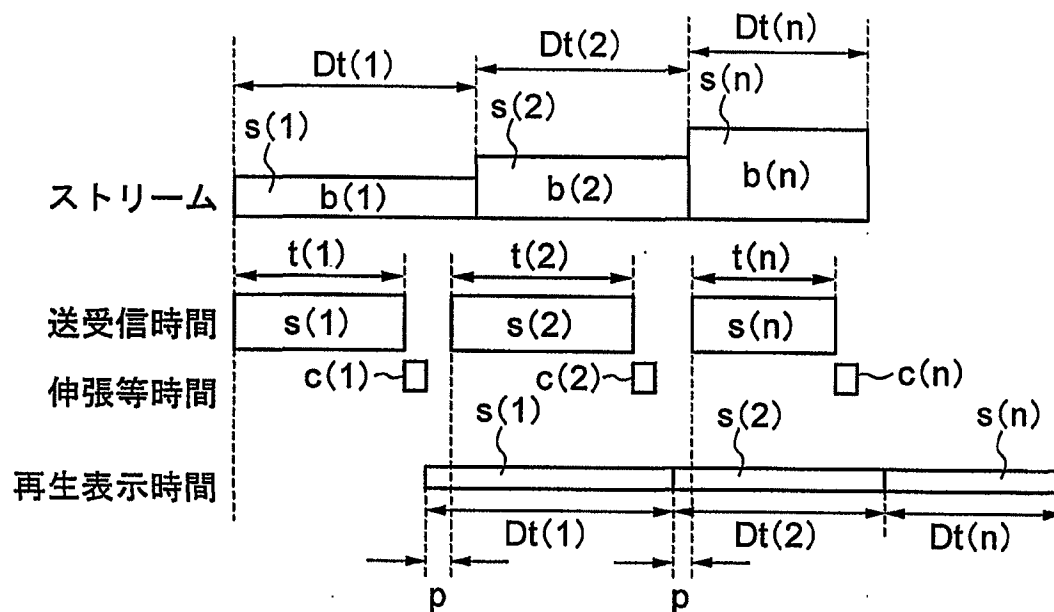 Dt(1)
Dt(2)
Dt(n)
s(1)
s(2)
s(n)
ストリーム
b(1)
b(2)
b(n)
t(1)
t(2)
t(n)
送受信時間
s(1)
s(2)
s(n)
伸張等時間
c(1)
c(2)
c(n)
s(1)
s(2)
s(n)
再生表示時間
Dt(1)
Dt(2)
Dt(n)
p
p